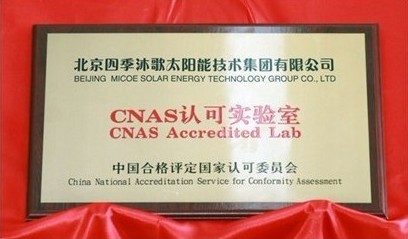 北京四季沐歌太阳能技术集团有限公司
BEIJING MICOE SOLAR ENERGY TECHNOLOGY GROUP CO., LTD
CNAS认可实验室
CNAS Accredited Lab
中国合格评定国家认可委员会
China National Accreditation Service for Conformity Assessment